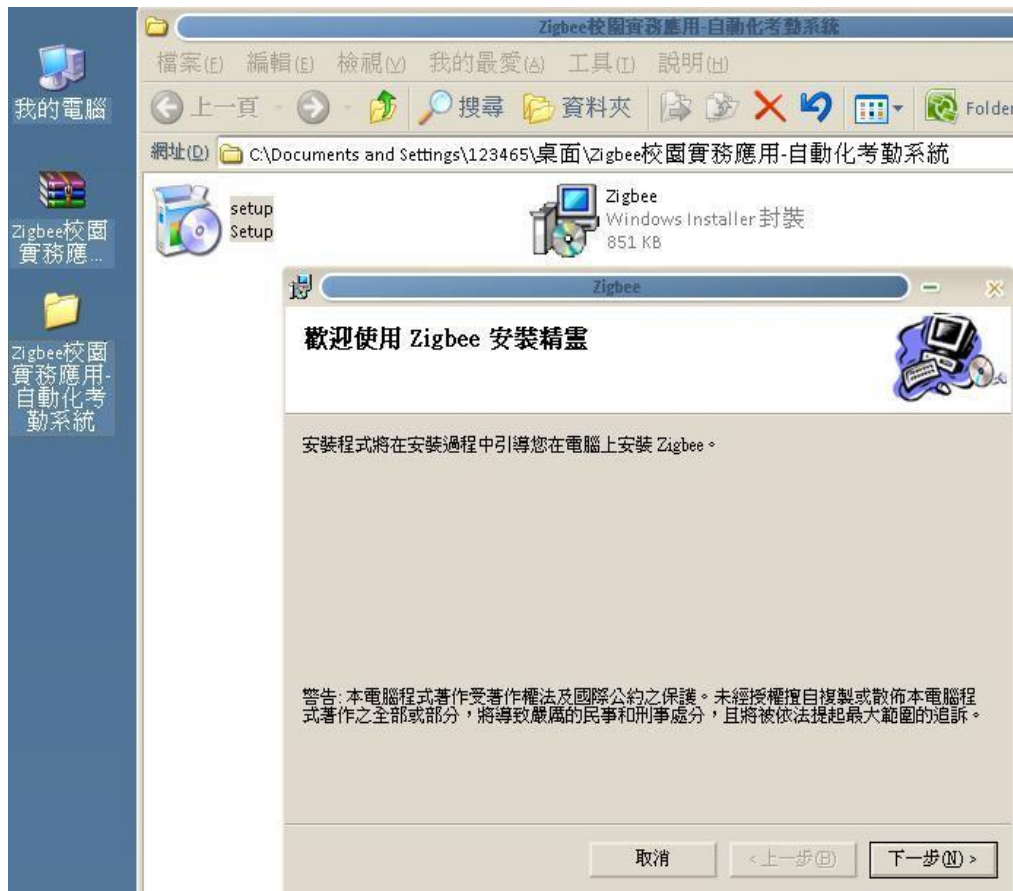 Zigbee校園實務應用-自動化考勤系統
檔案(F) 編輯(E) 檢視(V) 我的最愛(A) 工具(T) 說明(H)
上一頁 搜尋 資料夾 Folder
網址(D) C:\Documents and Settings\123465\桌面\Zigbee校園實務應用-自動化考勤系統
我的電腦
Zigbee校園
實務應...
Zigbee校園
實務應用-
自動化考
勤系統
setup
Setup
Zigbee
Windows Installer 封裝
851 KB
Zigbee
歡迎使用 Zigbee 安裝精靈
安裝程式將在安裝過程中引導您在電腦上安裝 Zigbee。
警告: 本電腦程式著作受著作權法及國際公約之保護。未經授權擅自複製或散佈本電腦程
式著作之全部或部分，將導致嚴厲的民事和刑事處分，且將被依法提起最大範圍的追訴。
取消 <上一步(B) 下一步(N) >